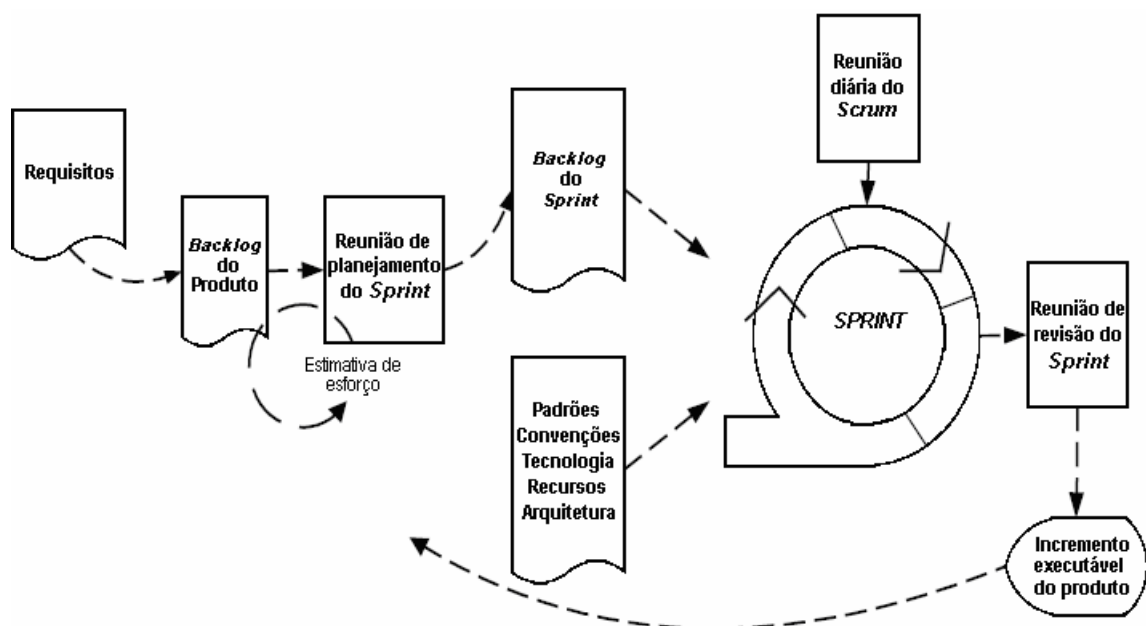 Requisitos
Backlog
do
Produto
Reunião de
planejamento
do Sprint
Estimativa de
esforço
Backlog
do
Sprint
Padrões
Convenções
Tecnologia
Recursos
Arquitetura
Reunião
diária do
Scrum
SPRINT
Reunião de
revisão do
Sprint
Incremento
executável
do produto